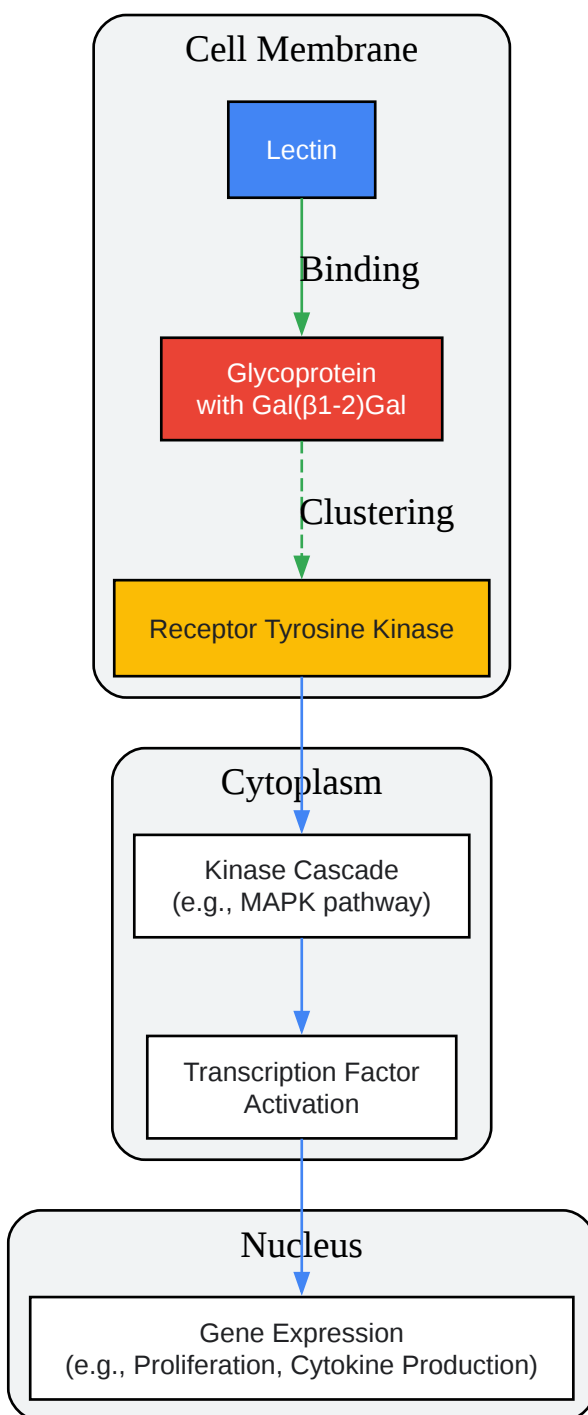 Cell Membrane
Lectin
Binding
Glycoprotein
with Gal(β1-2)Gal
Clustering
Receptor Tyrosine Kinase
Cytoplasm
Kinase Cascade
(e.g., MAPK pathway)
Transcription Factor
Activation
Nucleus
Gene Expression
(e.g., Proliferation, Cytokine Production)